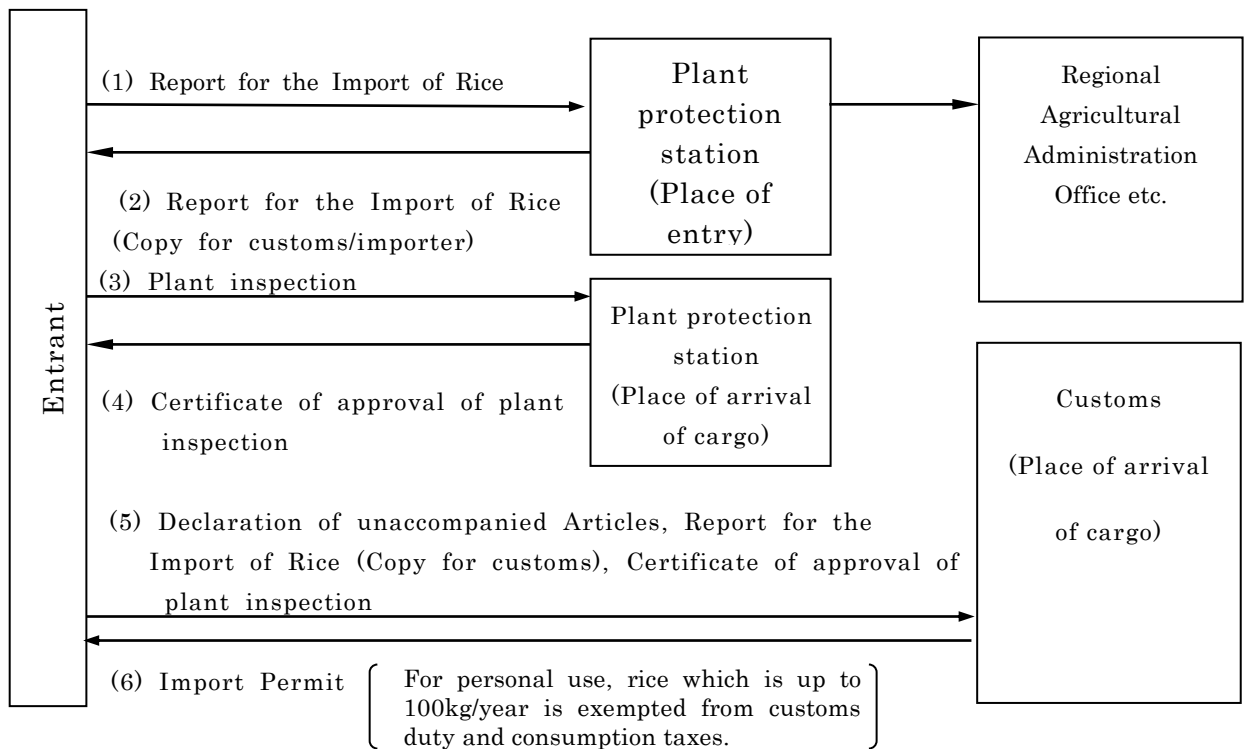 Entrant
(1) Report for the Import of Rice
Plant
protection
station
(Place of
entry)
Regional
Agricultural
Administration
Office etc.
(2) Report for the Import of Rice
(Copy for customs/importer)
(3) Plant inspection
Plant protection
station
(Place of arrival
of cargo)
(4) Certificate of approval of plant
inspection
Customs
(Place of arrival
of cargo)
(5) Declaration of unaccompanied Articles, Report for the
Import of Rice (Copy for customs), Certificate of approval of
plant inspection
(6) Import Permit
For personal use, rice which is up to
100kg/year is exempted from customs
duty and consumption taxes.